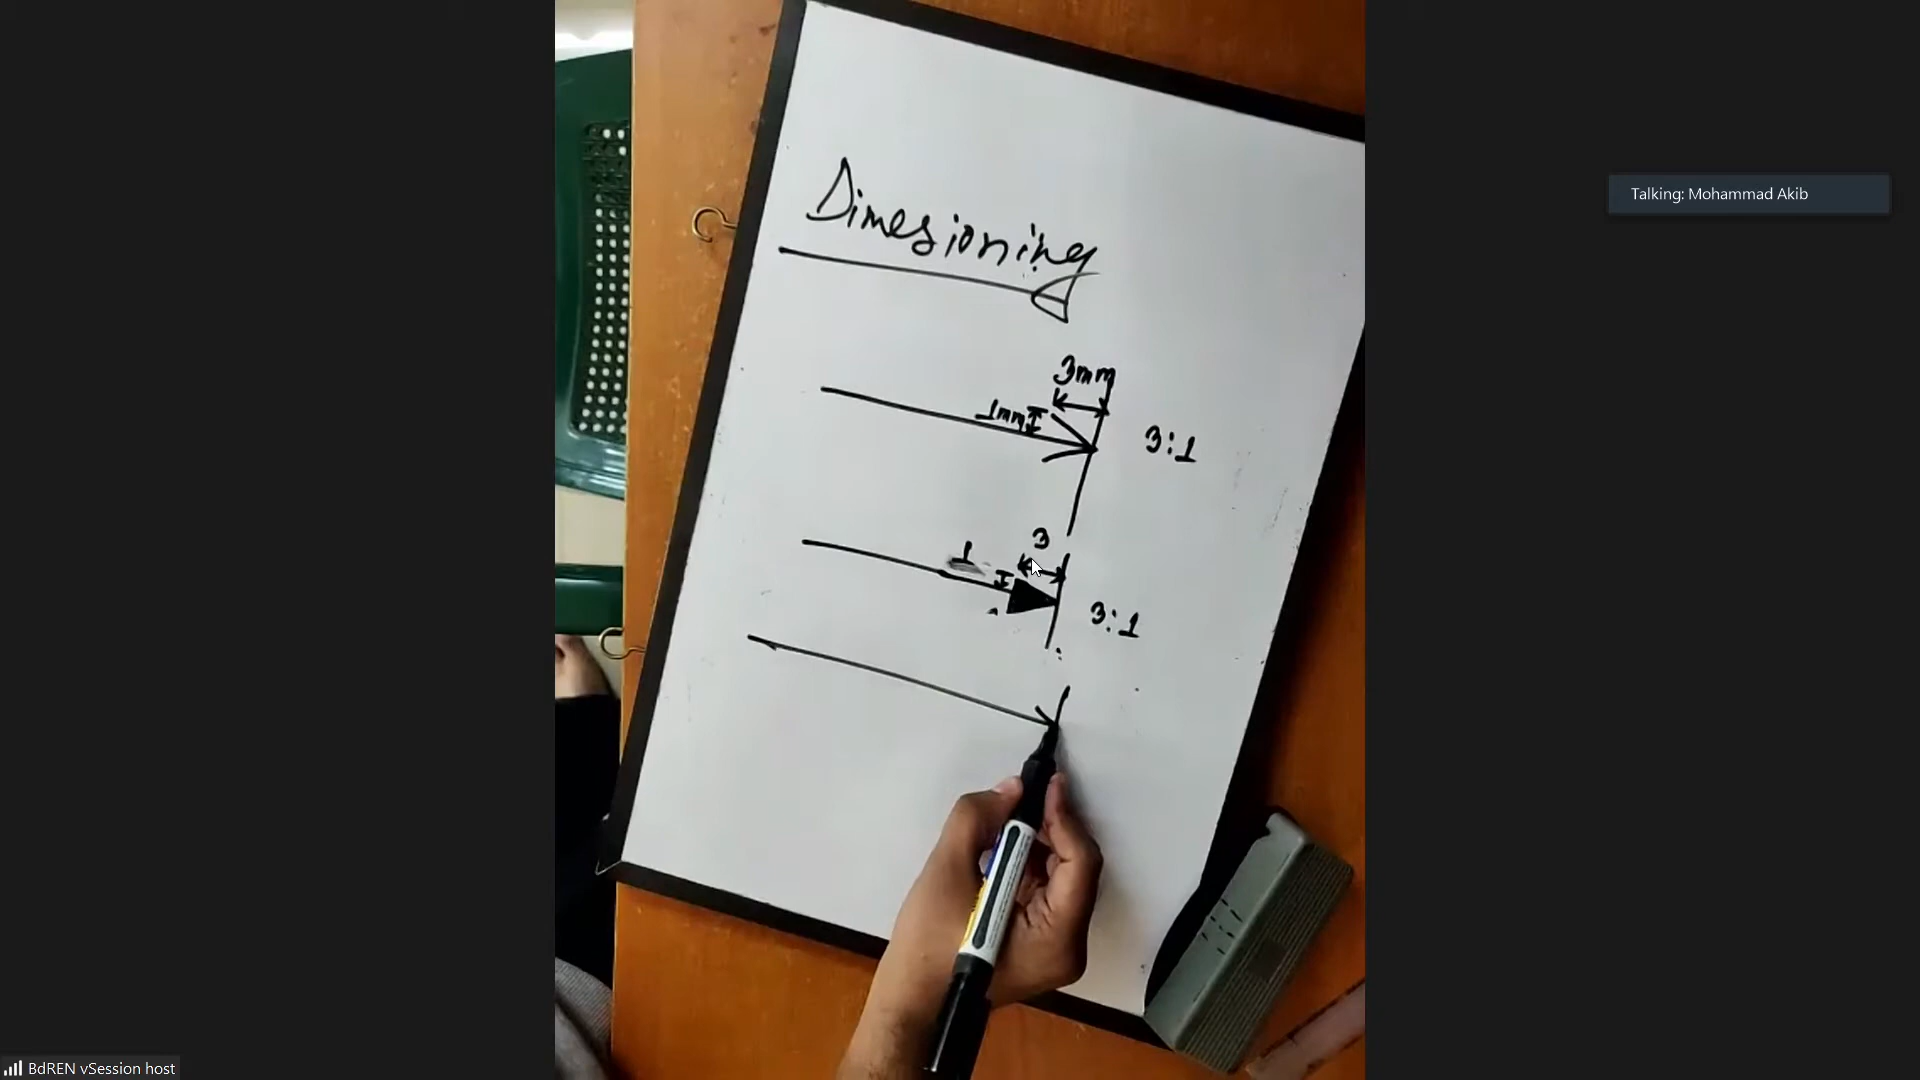 Talking: Mohammad Akib
Dimesioning
3mm
1mm
3:1
3
1
3:1
BdREN vSession host